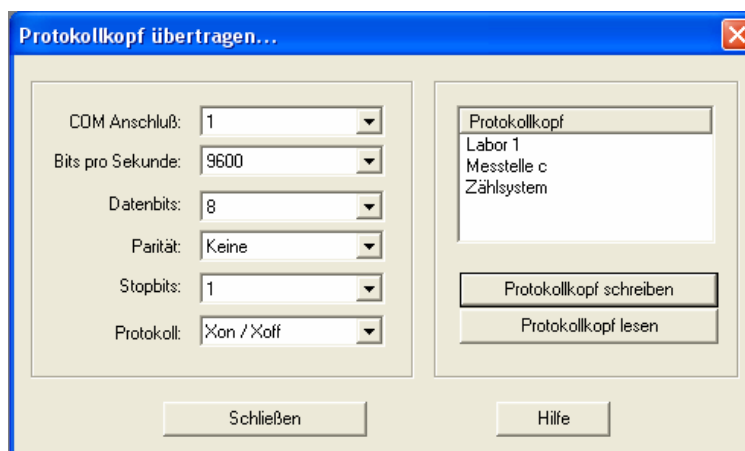 Protokollkopf übertragen...
COM Anschluß: 1
Bits pro Sekunde: 9600
Datenbits: 8
Parität: Keine
Stopbits: 1
Protokoll: Xon / Xoff
Protokollkopf
Labor 1
Messtelle c
Zählsystem
Protokollkopf schreiben
Protokollkopf lesen
Schließen
Hilfe